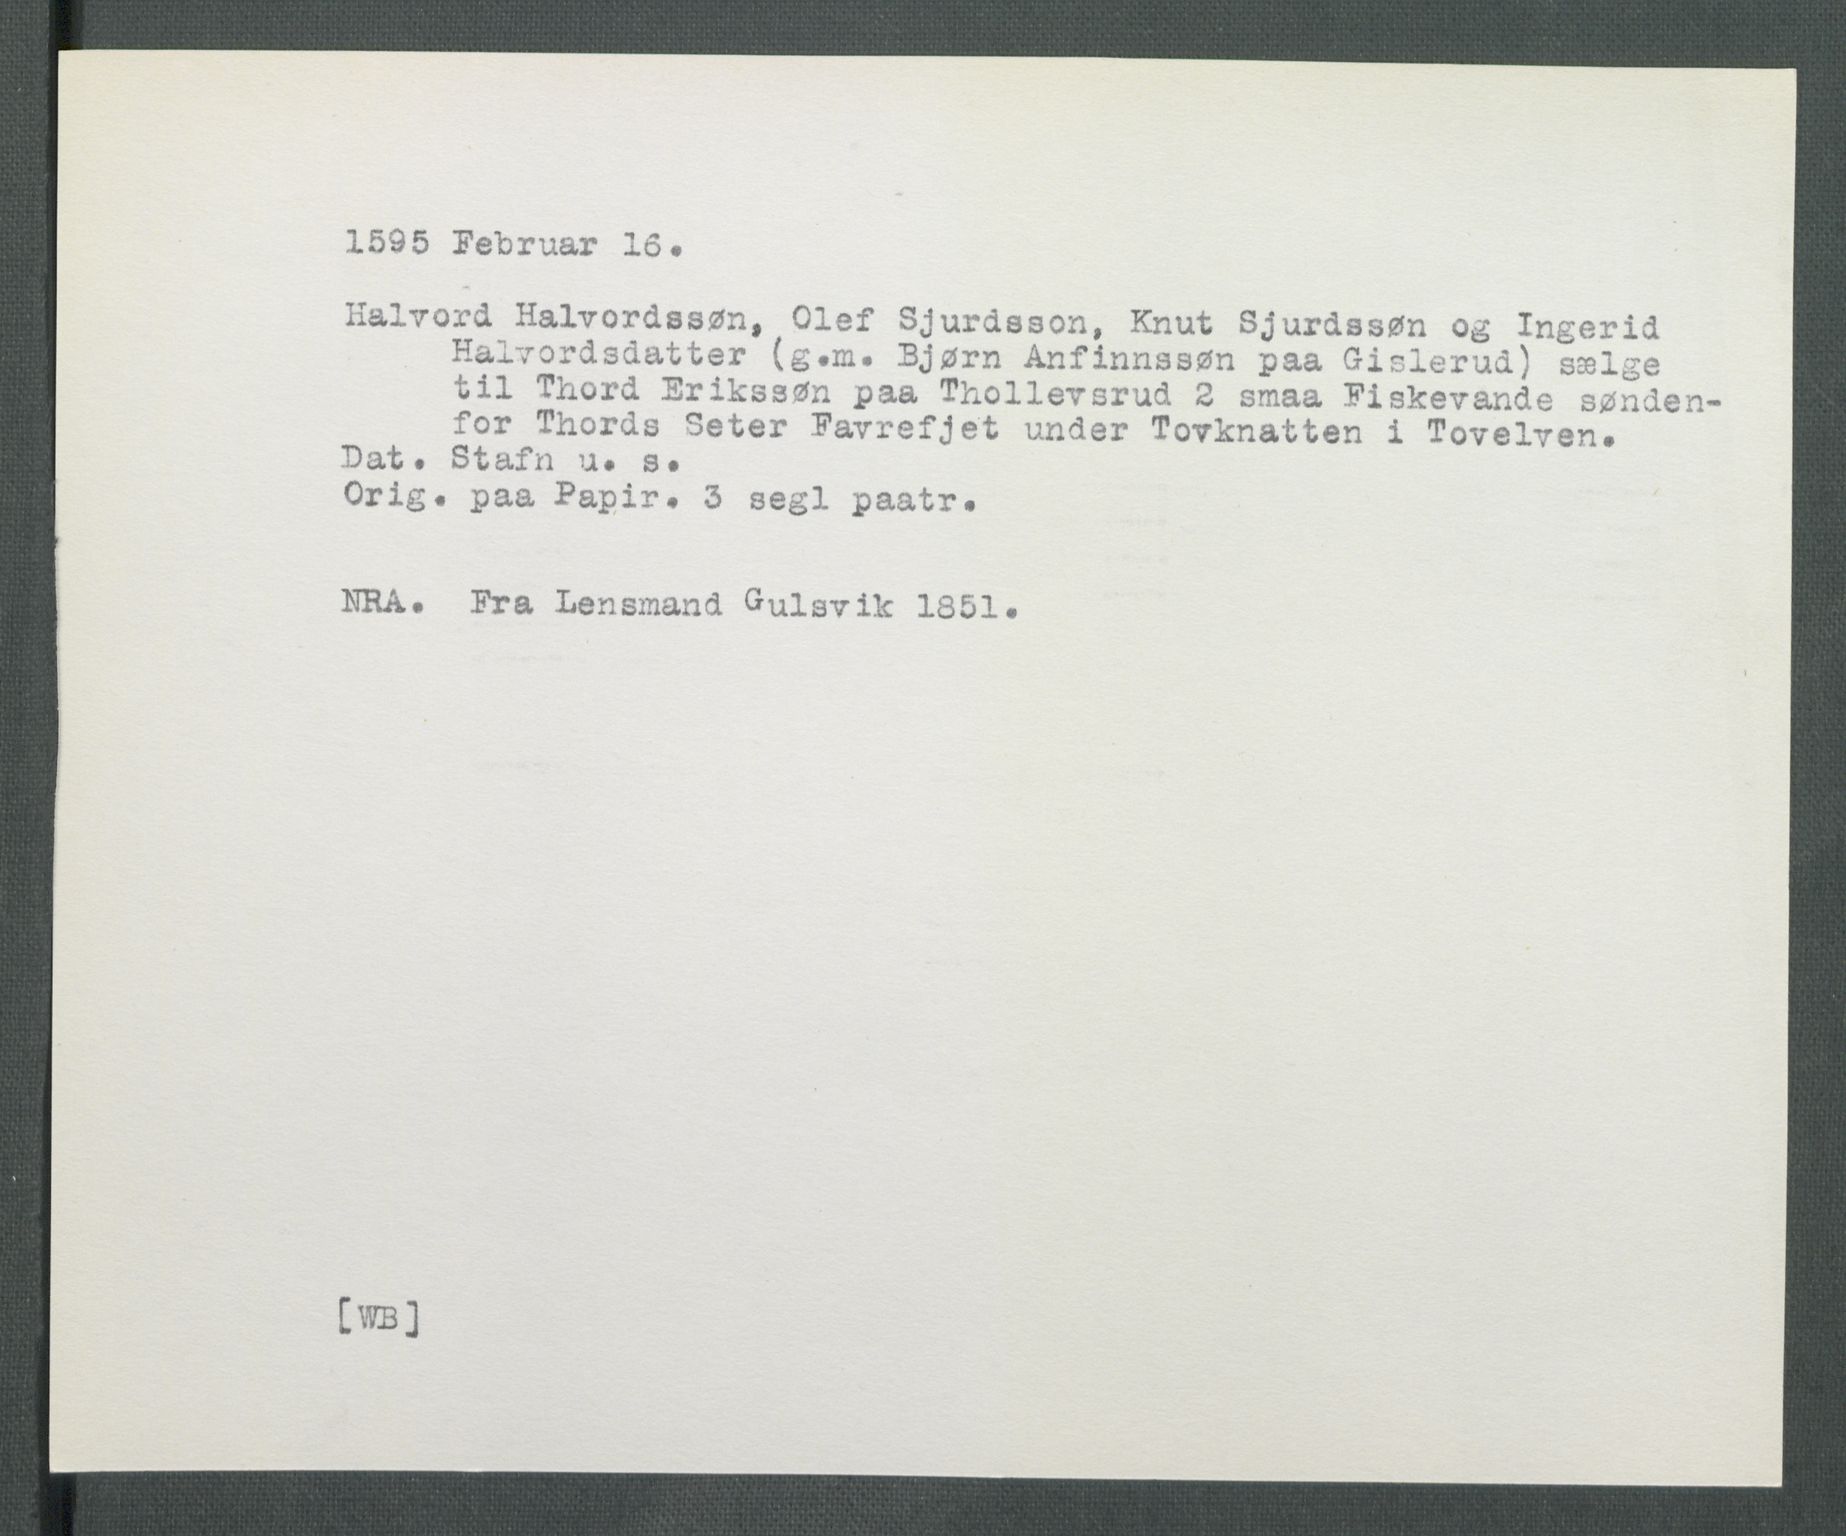 1595 Februar 16.
Halvord Halvordssøn, Olef Sjurdsson, Knut Sjurdssøn og Ingerid
Halvordsdatter (g.m. Bjørn Anfinnssøn paa Gislerud) sælge
til Thord Erikssøn paa Thollevsrud 2 smaa Fiskevande sønden-
for Thords Seter Favrefjet under Tovknatten i Tovelven.
Dat. Stafn u. s.
Orig. paa Papir. 3 segl paatr.
NRA. Fra Lensmand Gulsvik 1851.
[WB]